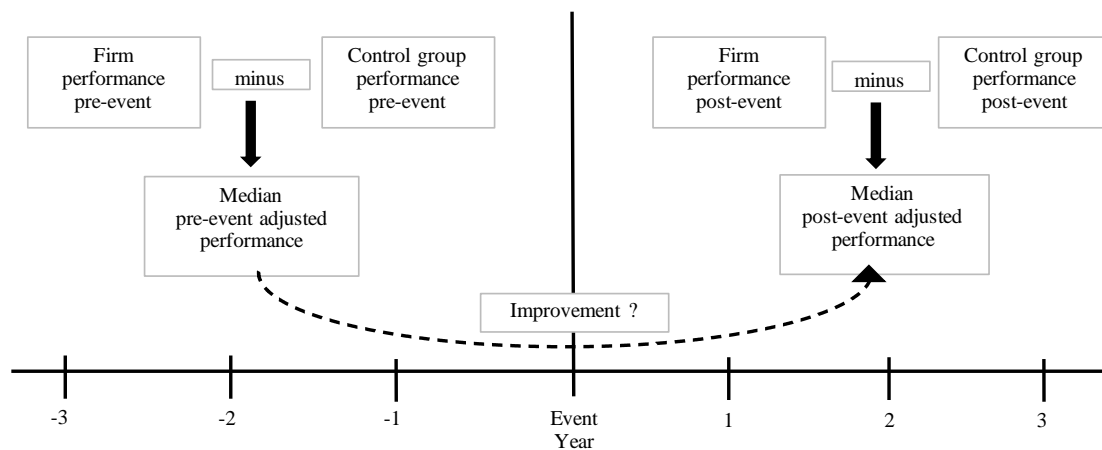 Firm
performance
pre-event
minus
Control group
performance
pre-event
Firm
performance
post-event
minus
Control group
performance
post-event
Median
pre-event adjusted
performance
Median
post-event adjusted
performance
Improvement ?
-3
-2
-1
Event
Year
1
2
3